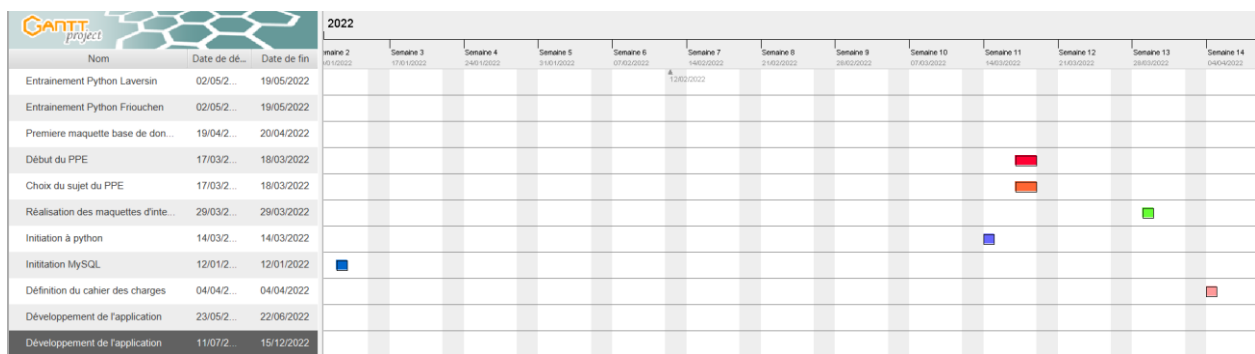 GANTT project
2022
Nom Date de dé... Date de fin
maine 2 Semaine 3 Semaine 4 Semaine 5 Semaine 6 Semaine 7 Semaine 8 Semaine 9 Semaine 10 Semaine 11 Semaine 12 Semaine 13 Semaine 14
/01/2022 17/01/2022 24/01/2022 31/01/2022 07/02/2022 14/02/2022 21/02/2022 28/02/2022 07/03/2022 14/03/2022 21/03/2022 28/03/2022 04/04/2022
12/02/2022
Entrainement Python Laversin 02/05/2... 19/05/2022
Entrainement Python Friouchen 02/05/2... 19/05/2022
Premiere maquette base de don... 19/04/2... 20/04/2022
Début du PPE 17/03/2... 18/03/2022
Choix du sujet du PPE 17/03/2... 18/03/2022
Réalisation des maquettes d'inte... 29/03/2... 29/03/2022
Initiation à python 14/03/2... 14/03/2022
Inititation MySQL 12/01/2... 12/01/2022
Définition du cahier des charges 04/04/2... 04/04/2022
Développement de l'application 23/05/2... 22/06/2022
Développement de l'application 11/07/2... 15/12/2022